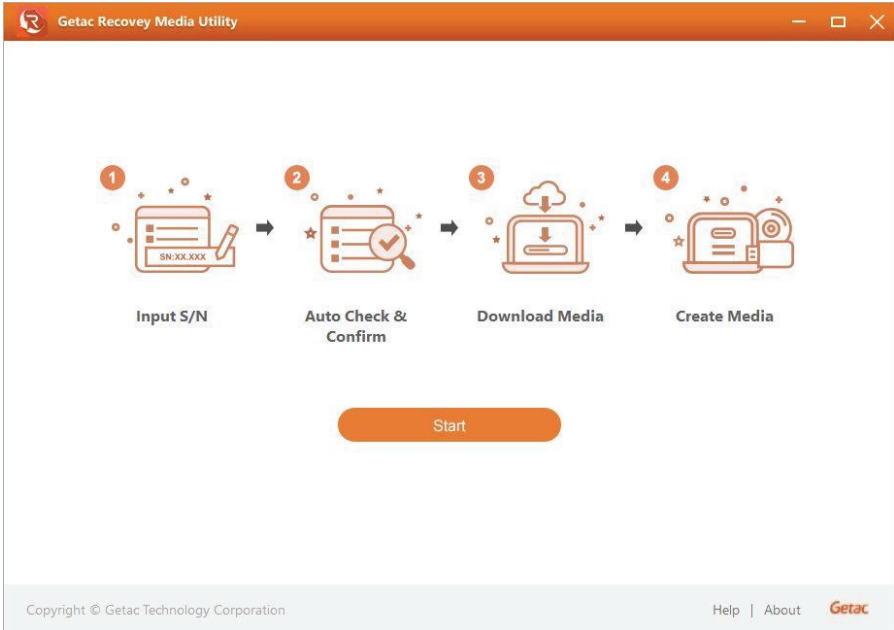 Getac Recovey Media Utility
1
2
3
4
SN:XX.XXX
Input S/N
Auto Check &
Confirm
Download Media
Create Media
Start
Copyright © Getac Technology Corporation
Help | About
Getac